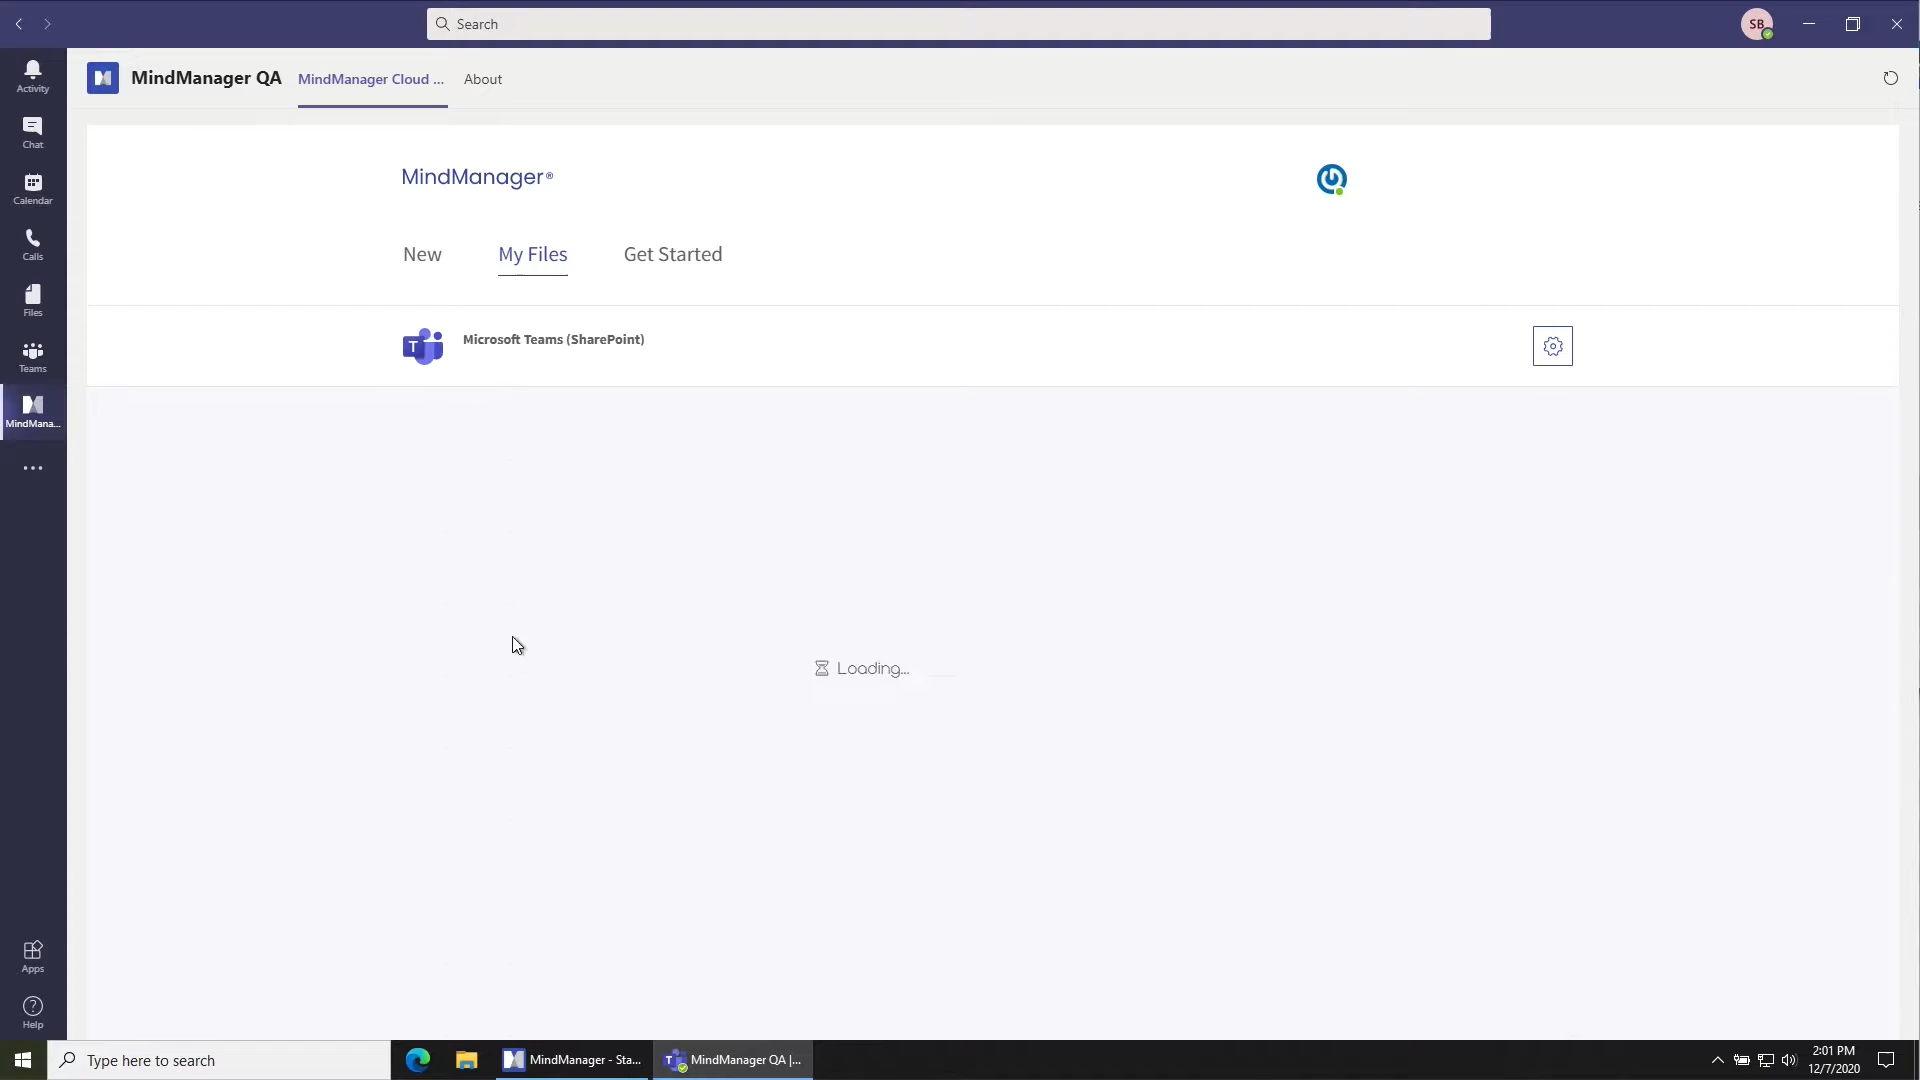 Search
SB
Activity
Chat
Calendar
Calls
Files
Teams
MindMana...
Apps
Help
MindManager QA
MindManager Cloud ...
About
MindManager®
New
My Files
Get Started
T
Microsoft Teams (SharePoint)
Loading...
Type here to search
MindManager - Sta...
MindManager QA |...
2:01 PM
12/7/2020